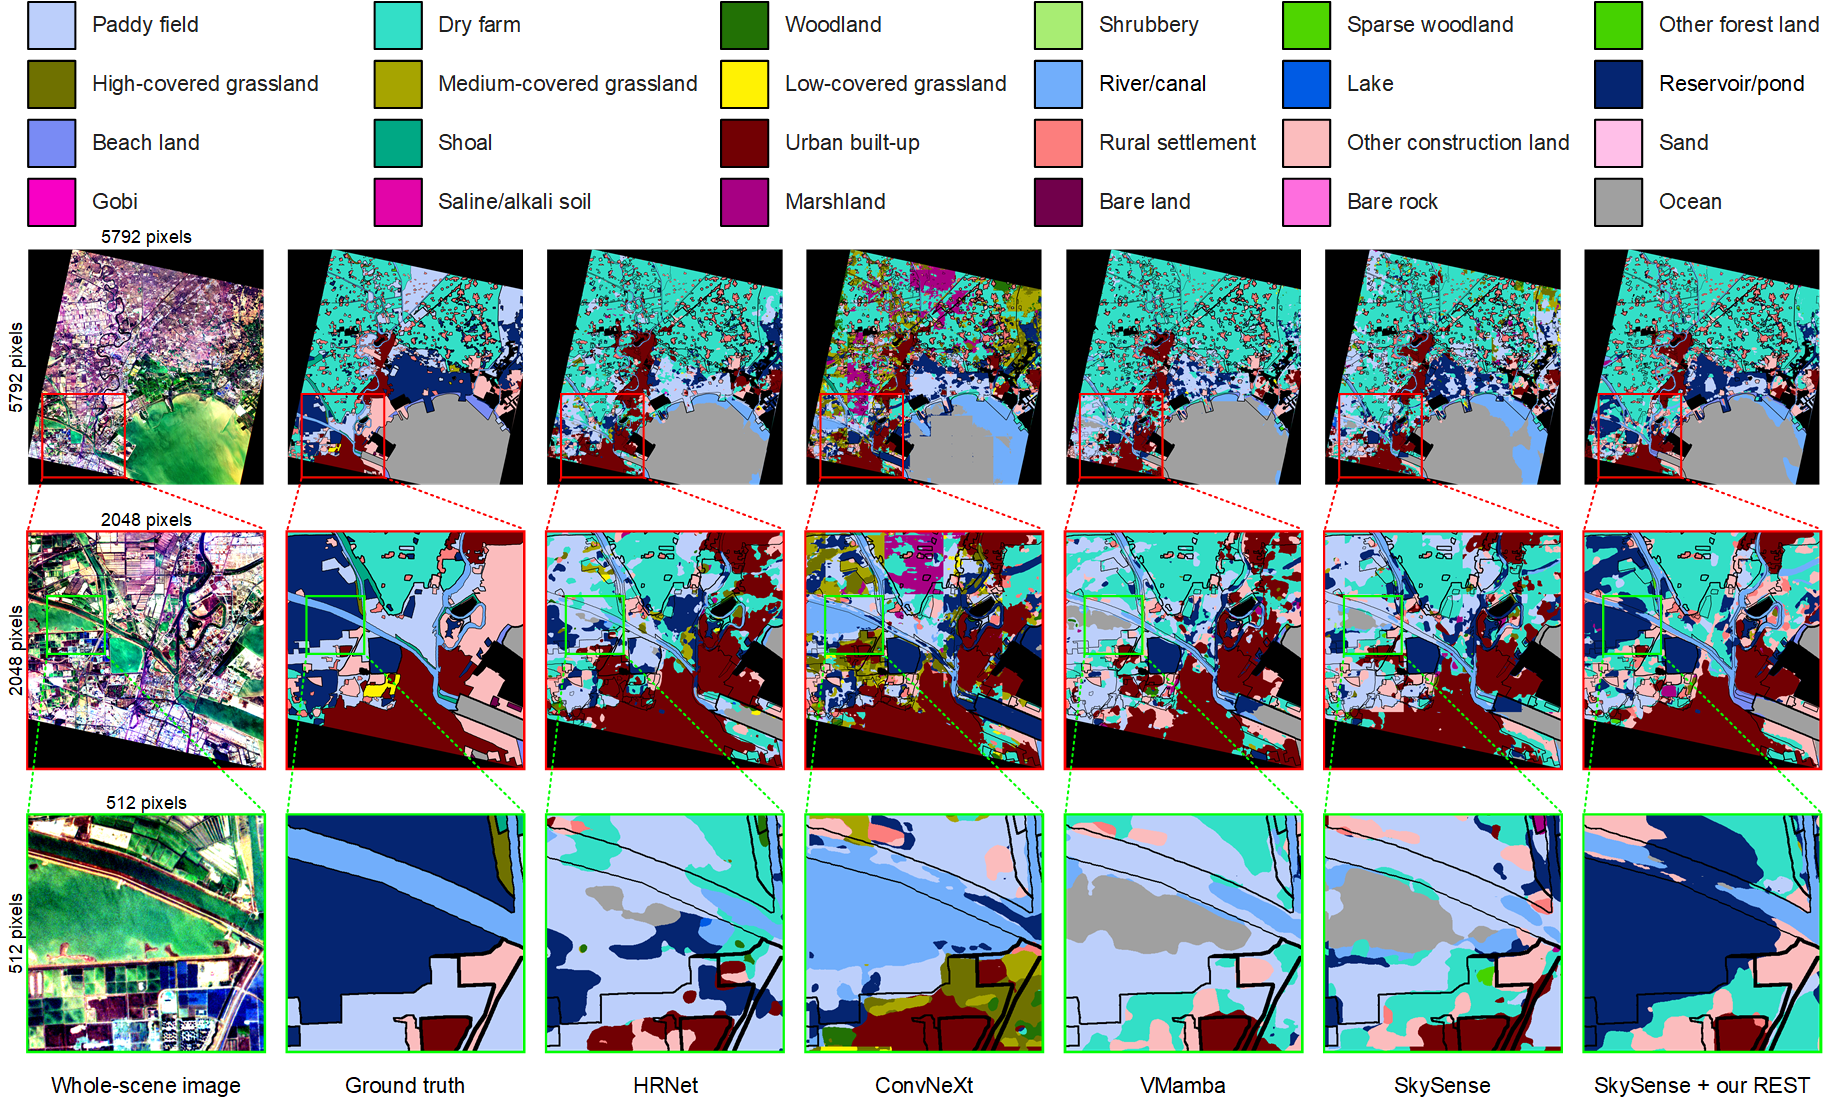 Paddy field Dry farm Woodland Shrubbery Sparse woodland Other forest land
High-covered grassland Medium-covered grassland Low-covered grassland River/canal Lake Reservoir/pond
Beach land Shoal Urban built-up Rural settlement Other construction land Sand
Gobi Saline/alkali soil Marshland Bare land Bare rock Ocean
5792 pixels
5792 pixels
2048 pixels
2048 pixels
512 pixels
512 pixels
Whole-scene image Ground truth HRNet ConvNeXt VMamba SkySense SkySense + our REST